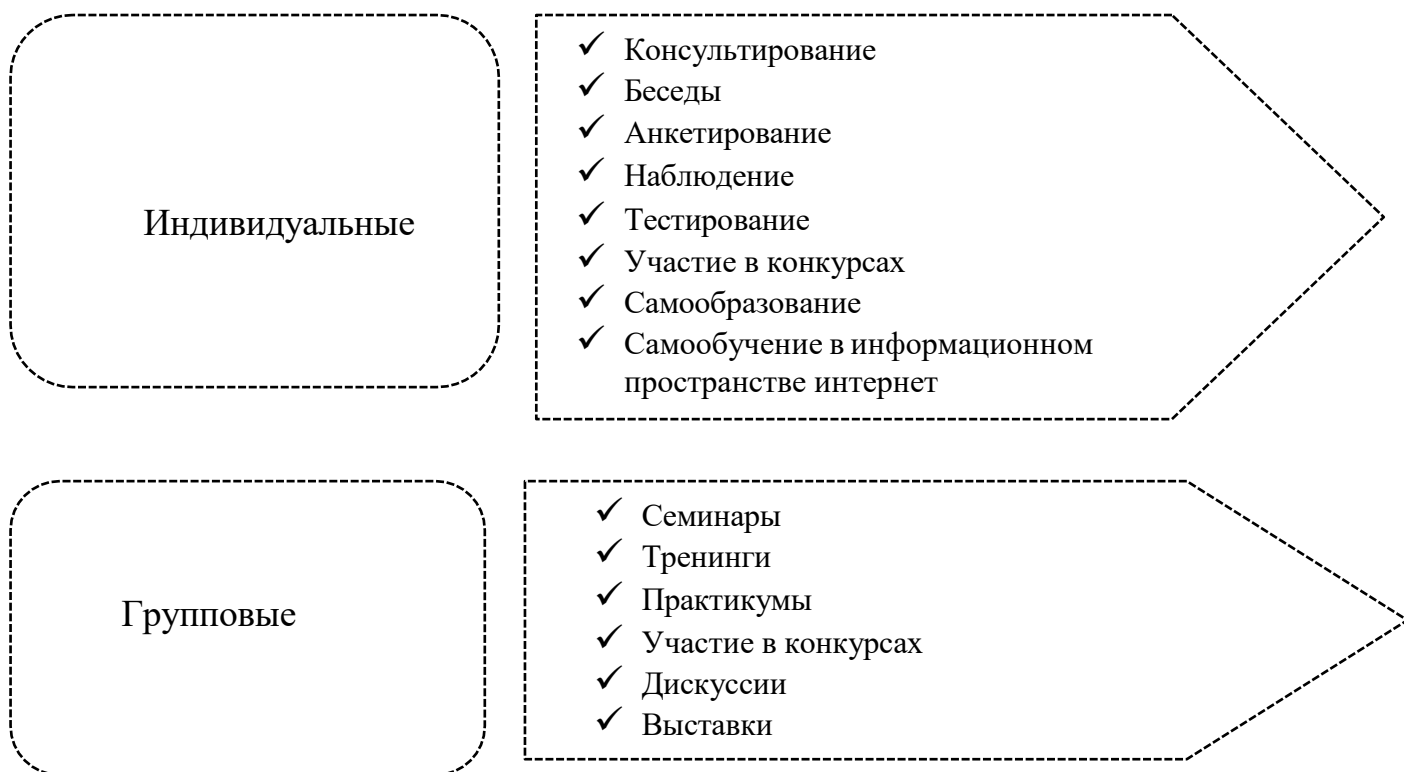 Индивидуальные
✓ Консультирование
✓ Беседы
✓ Анкетирование
✓ Наблюдение
✓ Тестирование
✓ Участие в конкурсах
✓ Самообразование
✓ Самообучение в информационном
пространстве интернет
Групповые
✓ Семинары
✓ Тренинги
✓ Практикумы
✓ Участие в конкурсах
✓ Дискуссии
✓ Выставки